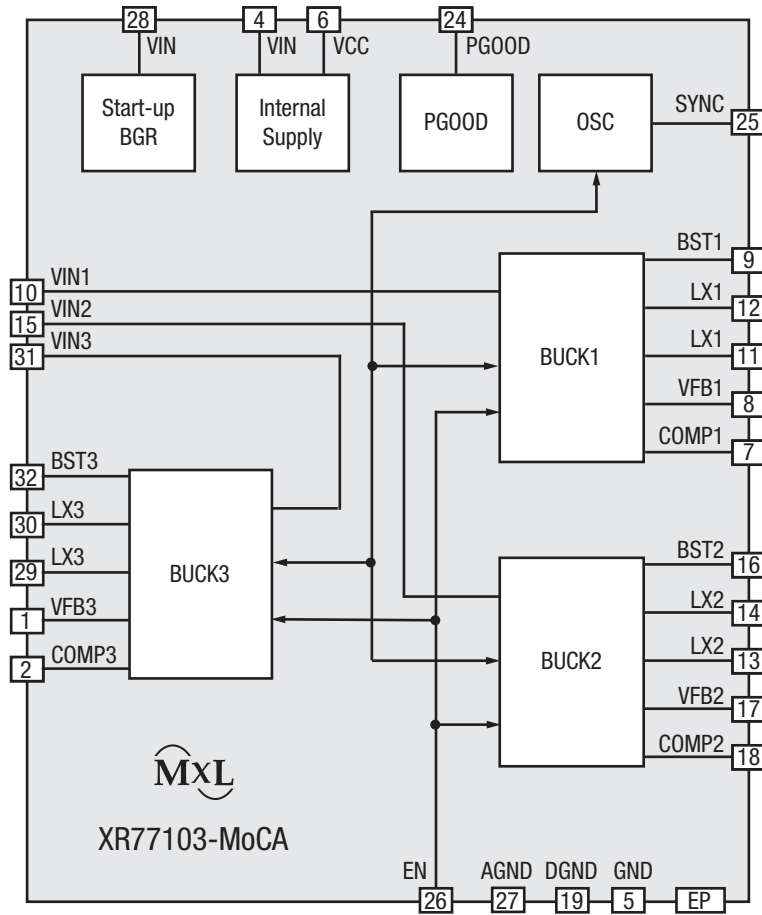 28 4 6 24
VIN VIN VCC PGOOD
Start-up
BGR
Internal
Supply
PGOOD
OSC
SYNC
25
VIN1
10
VIN2
15
VIN3
31
BUCK1
BST1
9
LX1
12
LX1
11
VFB1
8
COMP1
7
BST3
32
LX3
30
LX3
29
VFB3
1
COMP3
2
BUCK3
BUCK2
BST2
16
LX2
14
LX2
13
VFB2
17
COMP2
18
MxL
XR77103-MoCA
EN AGND DGND GND
26 27 19 5 EP